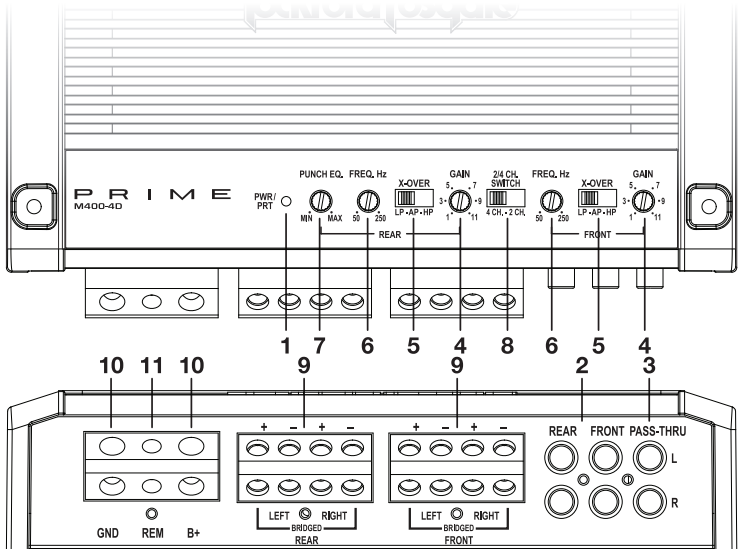 Rockford Fosgate
PUNCH EQ. FREQ. Hz X-OVER GAIN 2/4 CH. SWITCH FREQ. Hz X-OVER GAIN
PRIME
M400-4D
PWR/PRT
MIN MAX 50 250 LP•AP•HP 1 3 5 7 9 11 4 CH.•2 CH. 50 250 LP•AP•HP 1 3 5 7 9 11
REAR FRONT
1 7 6 5 4 8 6 5 4
10 11 10 9 9 2 3
+ – + – + – + –
REAR FRONT PASS-THRU
L
R
GND REM B+
LEFT RIGHT LEFT RIGHT
BRIDGED BRIDGED
REAR FRONT